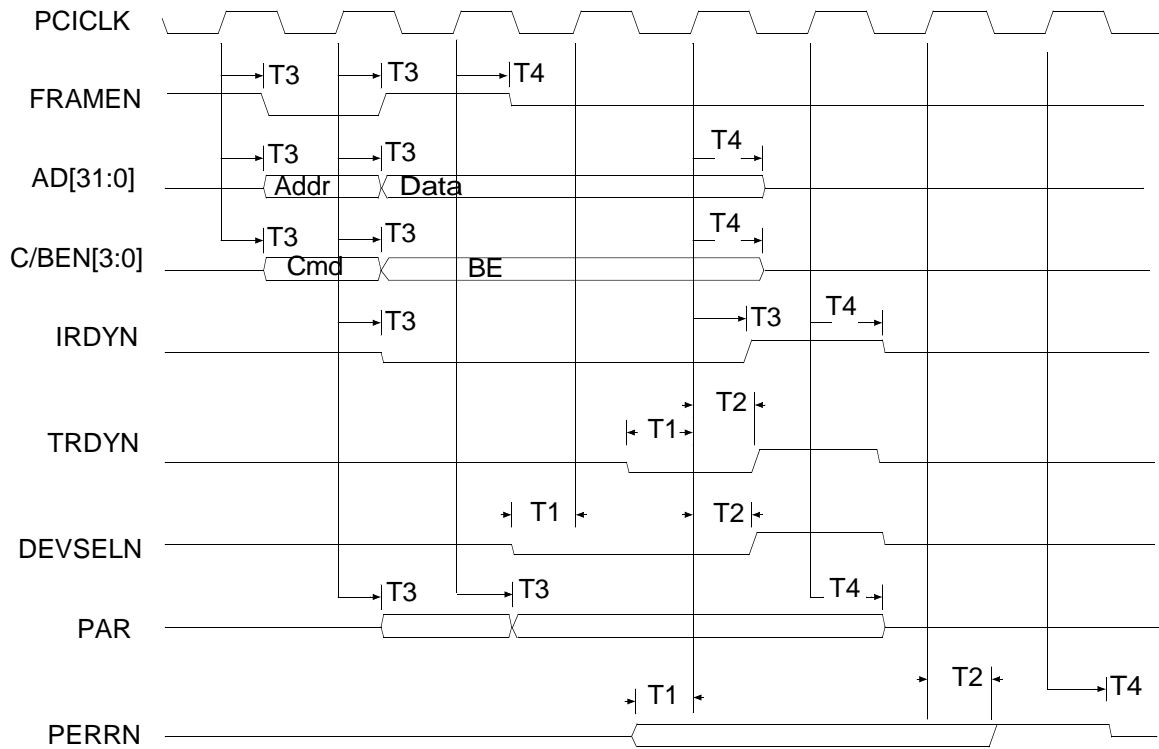 PCICLK
T3 T3 T4
FRAMEN
T3 T3 T4
AD[31:0]
Addr Data
T3 T3 T4
C/BEN[3:0]
Cmd BE
T3 T3 T4
IRDYN
T2
T1
TRDYN
T1 T2
DEVSELN
T3 T3 T4
PAR
T1 T2 T4
PERRN